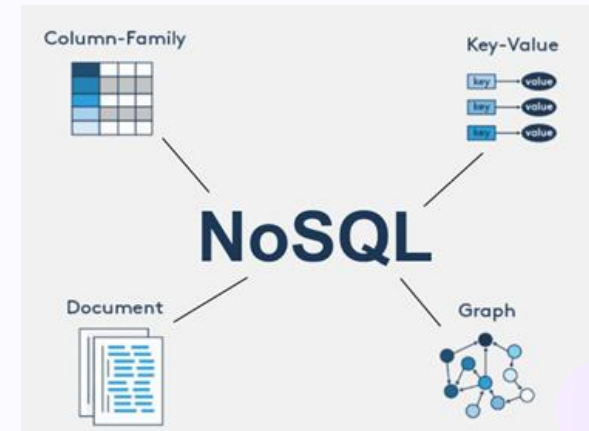 Column-Family
Key-Value
key value
key value
key value
NoSQL
Document
Graph